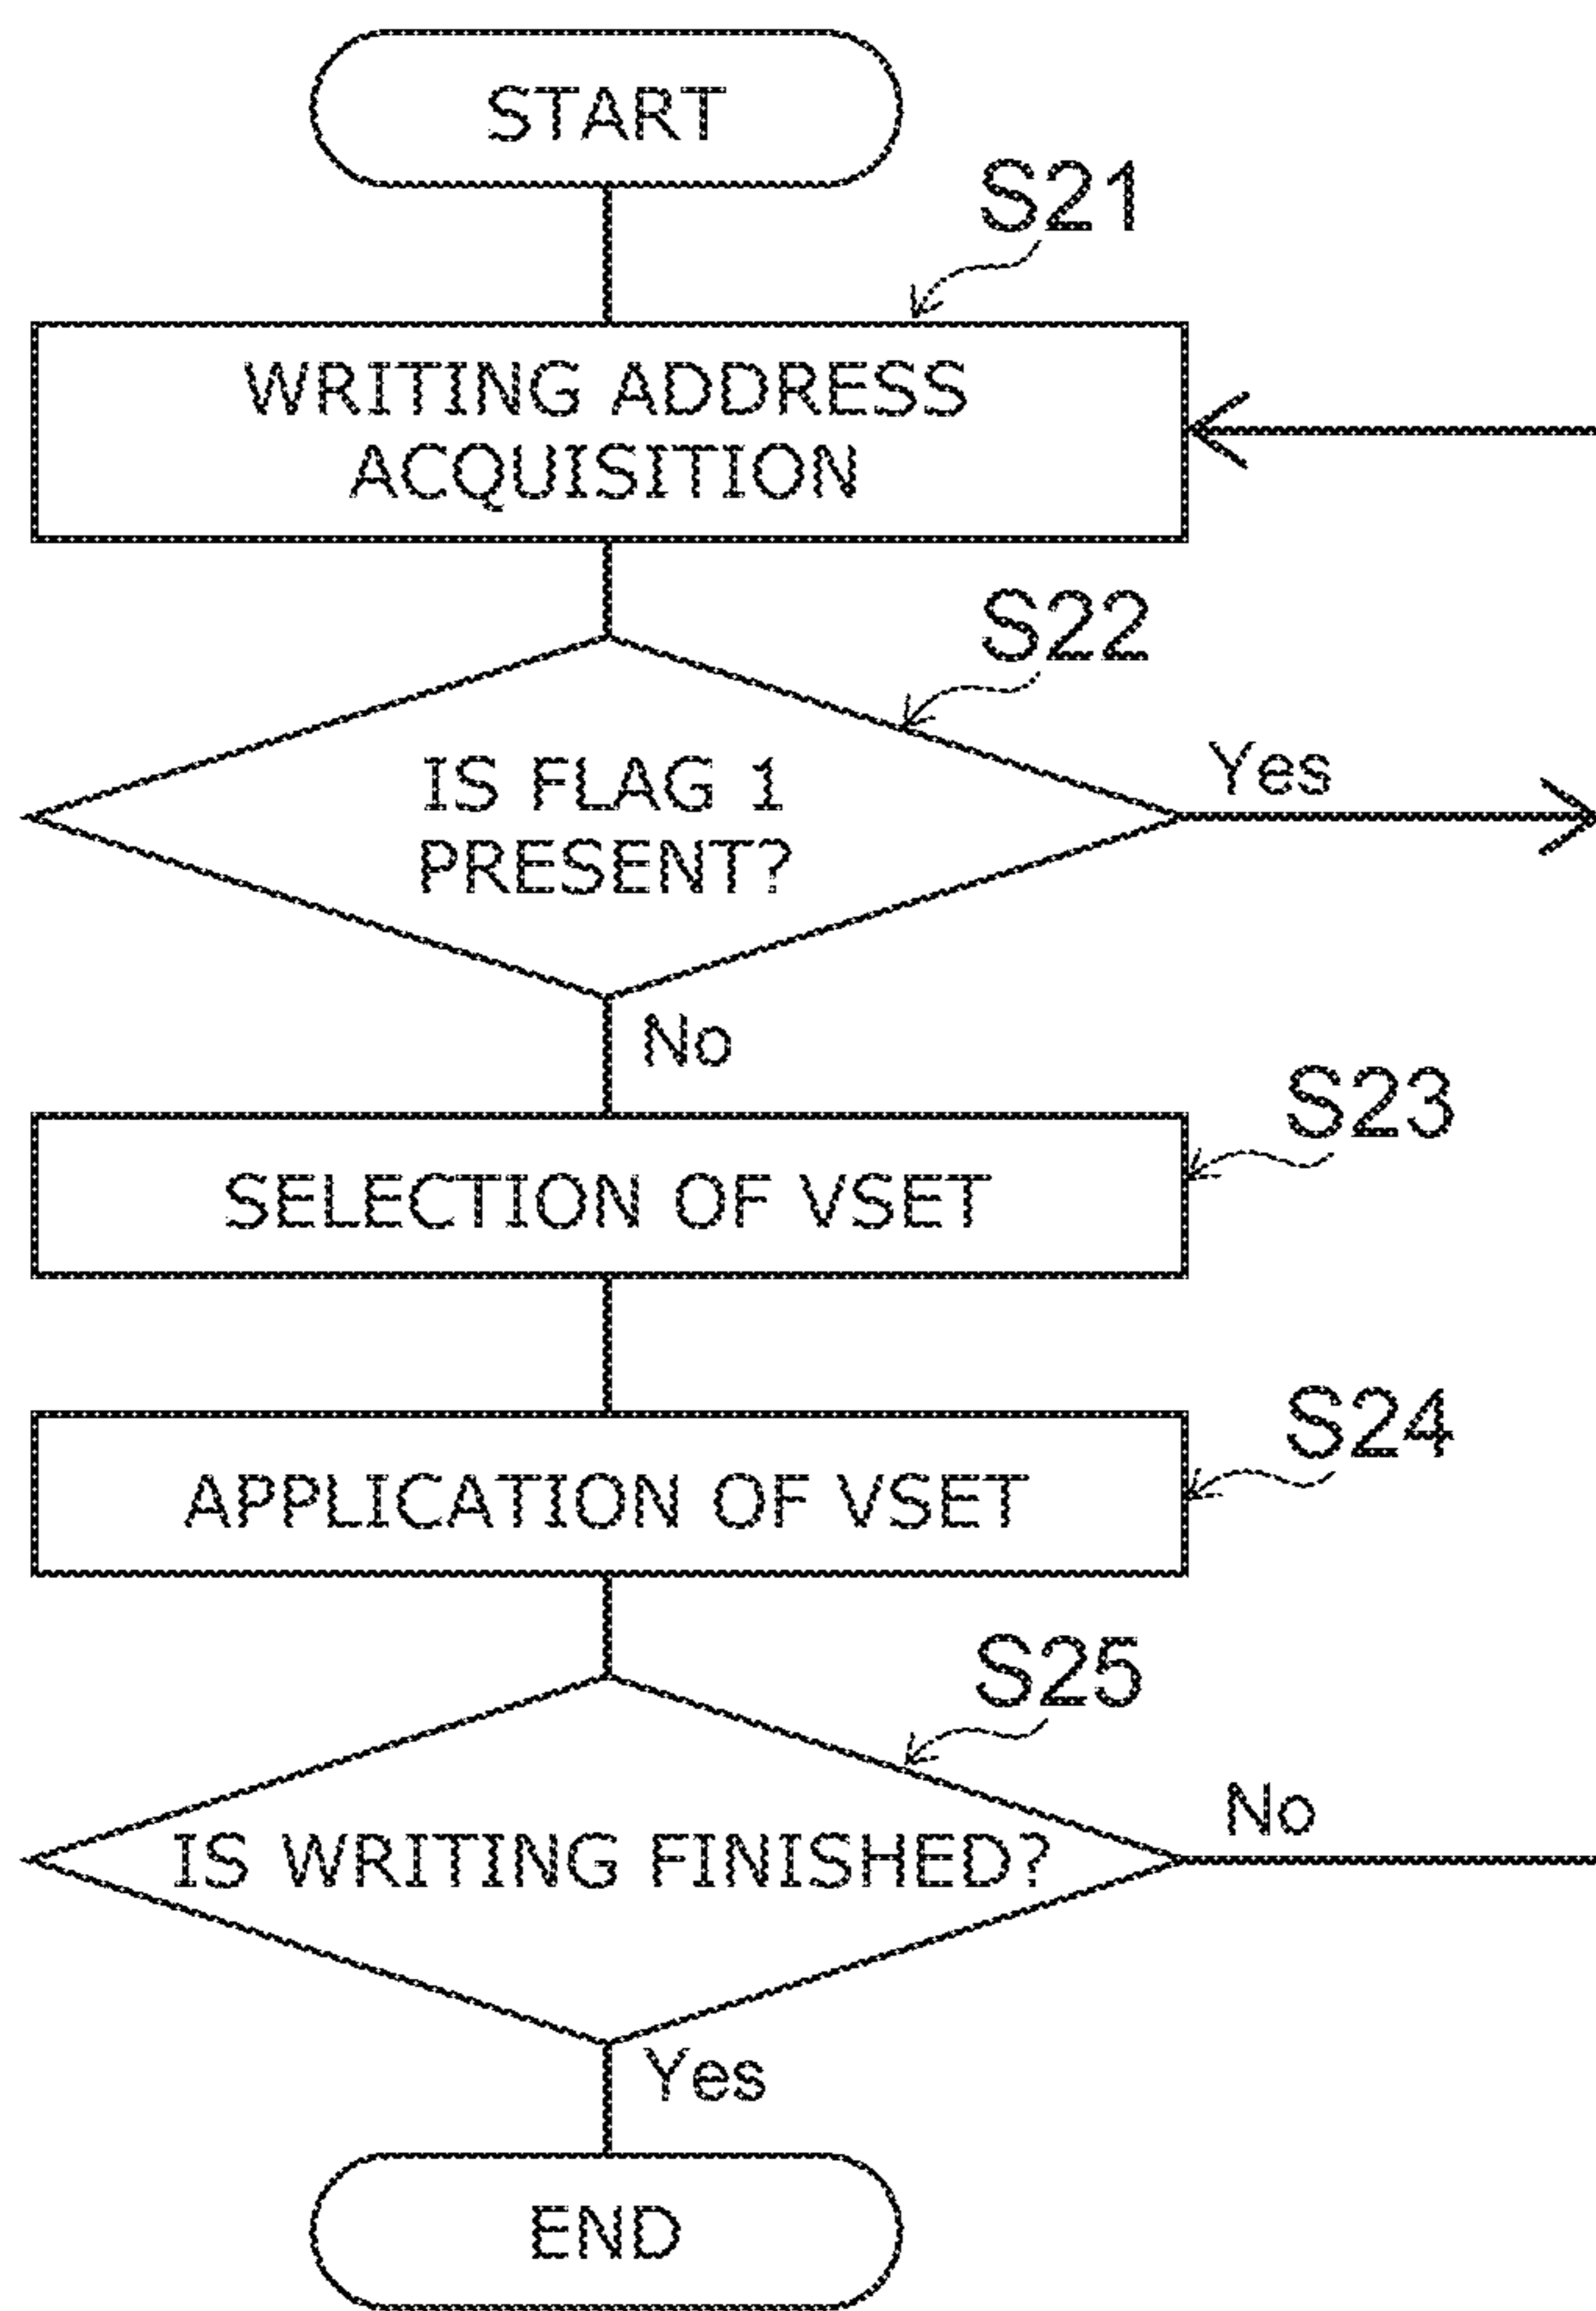 START
S21
WRITING ADDRESS
ACQUISITION
S22
IS FLAG 1
PRESENT?
Yes
No
S23
SELECTION OF VSET
S24
APPLICATION OF VSET
S25
IS WRITING FINISHED?
No
Yes
END